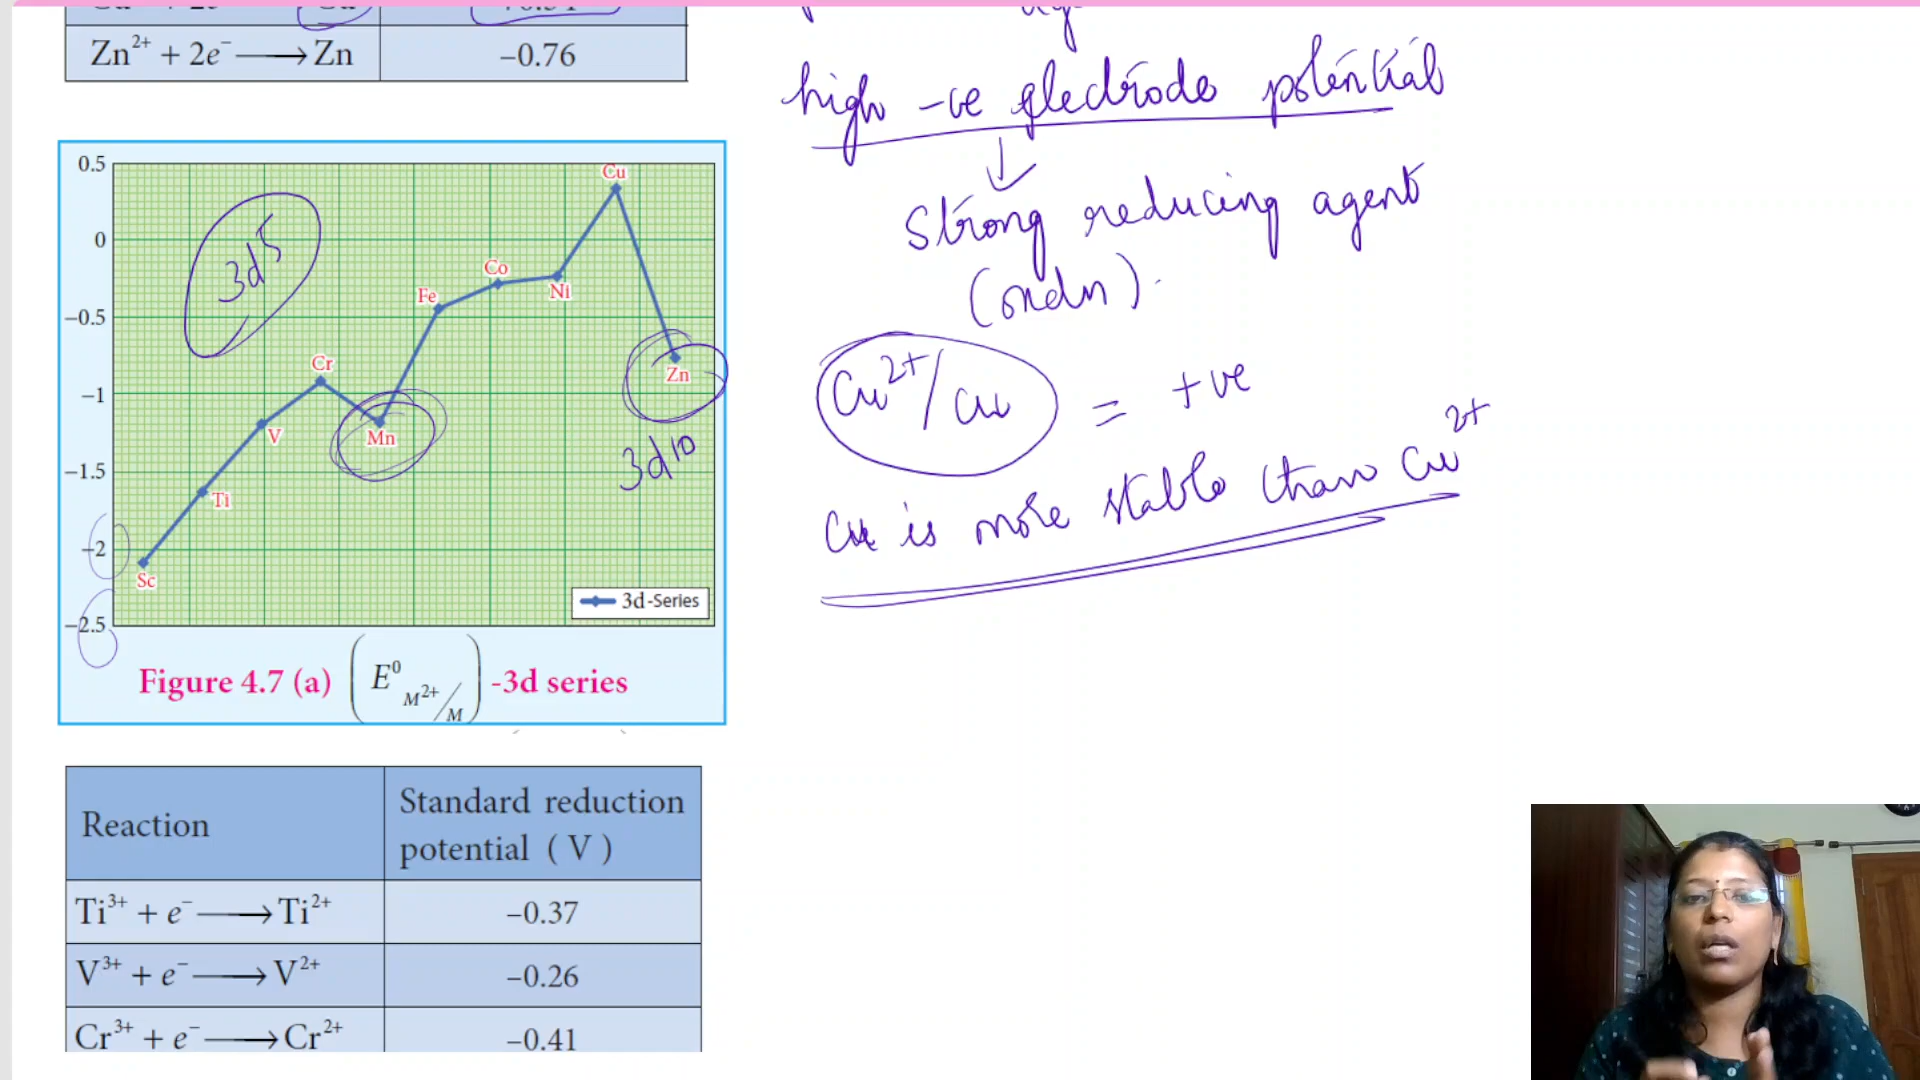 Zn²⁺ + 2e⁻ ⟶ Zn –0.76
high -ve electrode potential
Strong reducing agent
(oxdn).
Cu²⁺/Cu = +ve
Cu is more stable than Cu²⁺
0.5
0
–0.5
–1
–1.5
–2
–2.5
3d⁵
Cu
Co
Fe
Ni
Cr
Zn
Mn
V
3d¹⁰
Ti
Sc
3d-Series
Figure 4.7 (a) (E⁰ M²⁺/M) -3d series
Reaction Standard reduction
potential ( V )
Ti³⁺ + e⁻ ⟶ Ti²⁺ –0.37
V³⁺ + e⁻ ⟶ V²⁺ –0.26
Cr³⁺ + e⁻ ⟶ Cr²⁺ –0.41